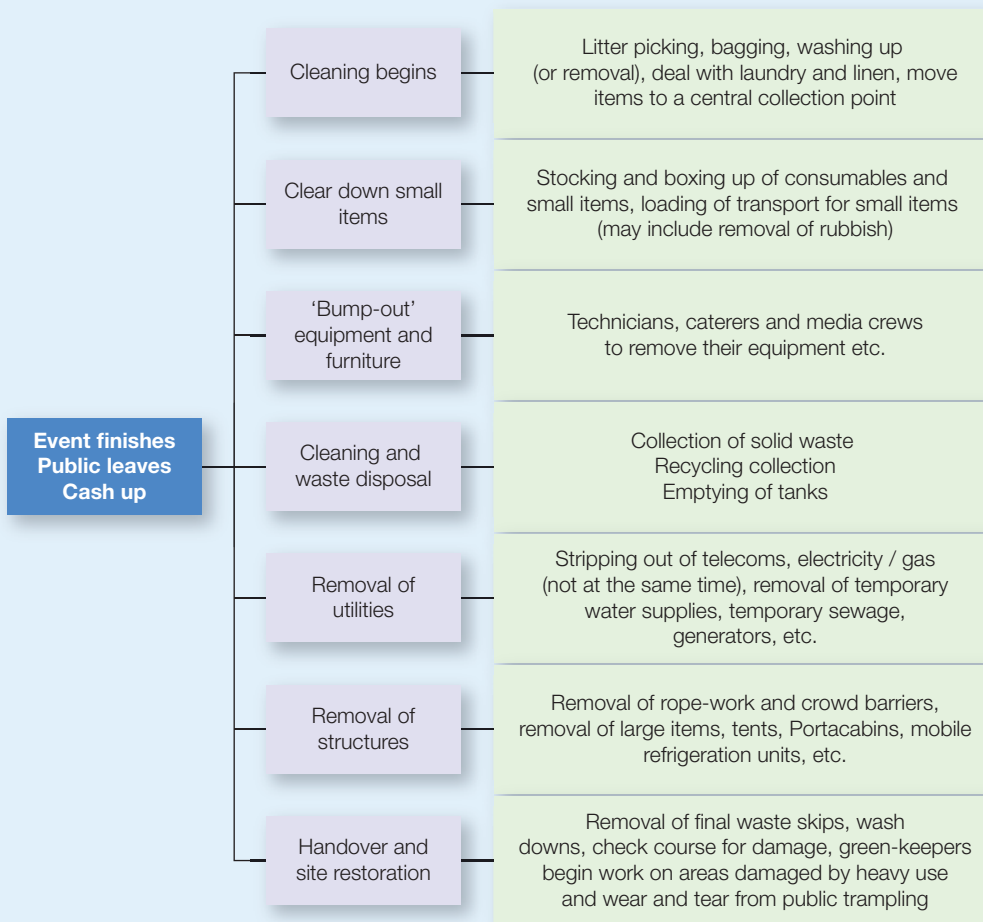 Event finishes
Public leaves
Cash up
Cleaning begins
Litter picking, bagging, washing up
(or removal), deal with laundry and linen, move
items to a central collection point
Clear down small
items
Stocking and boxing up of consumables and
small items, loading of transport for small items
(may include removal of rubbish)
‘Bump-out’
equipment and
furniture
Technicians, caterers and media crews
to remove their equipment etc.
Cleaning and
waste disposal
Collection of solid waste
Recycling collection
Emptying of tanks
Removal of
utilities
Stripping out of telecoms, electricity / gas
(not at the same time), removal of temporary
water supplies, temporary sewage,
generators, etc.
Removal of
structures
Removal of rope-work and crowd barriers,
removal of large items, tents, Portacabins, mobile
refrigeration units, etc.
Handover and
site restoration
Removal of final waste skips, wash
downs, check course for damage, green-keepers
begin work on areas damaged by heavy use
and wear and tear from public trampling